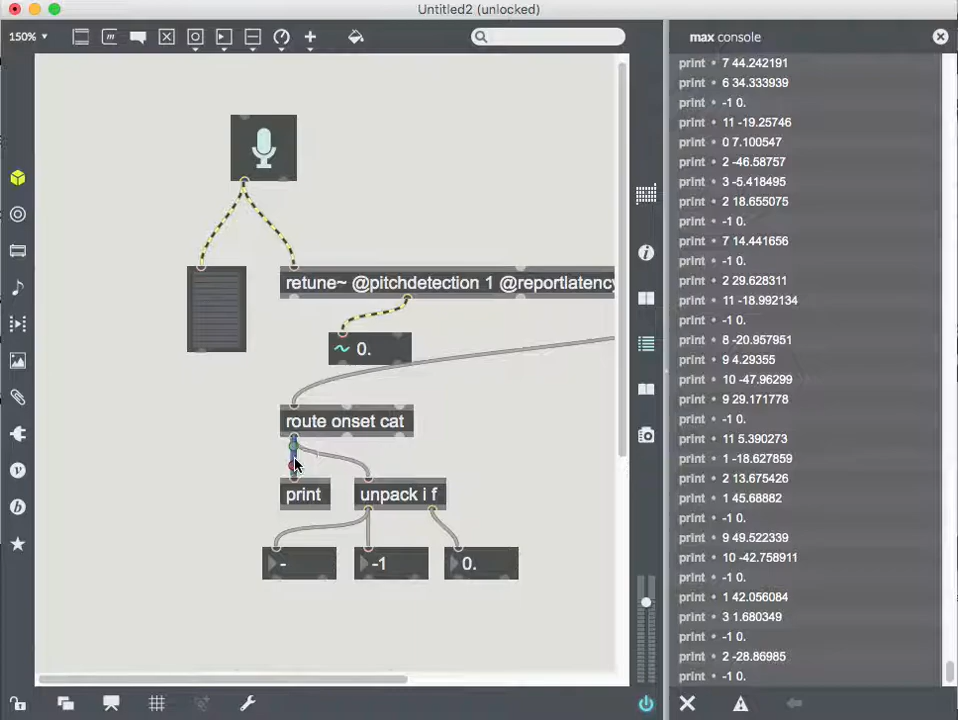 Untitled2 (unlocked)
150%
max console
retune~ @pitchdetection 1 @reportlatency
0.
route onset cat
print
unpack i f
-
-1
0.
print • 7 44.242191
print • 6 34.333939
print • -1 0.
print • 11 -19.25746
print • 0 7.100547
print • 2 -46.58757
print • 3 -5.418495
print • 2 18.655075
print • -1 0.
print • 7 14.441656
print • -1 0.
print • 2 29.628311
print • 11 -18.992134
print • -1 0.
print • 8 -20.957951
print • 9 4.29355
print • 10 -47.96299
print • 9 29.171778
print • -1 0.
print • 11 5.390273
print • 1 -18.627859
print • 2 13.675426
print • 1 45.68882
print • -1 0.
print • 9 49.522339
print • 10 -42.758911
print • -1 0.
print • 1 42.056084
print • 3 1.680349
print • -1 0.
print • 2 -28.86985
print • -1 0.